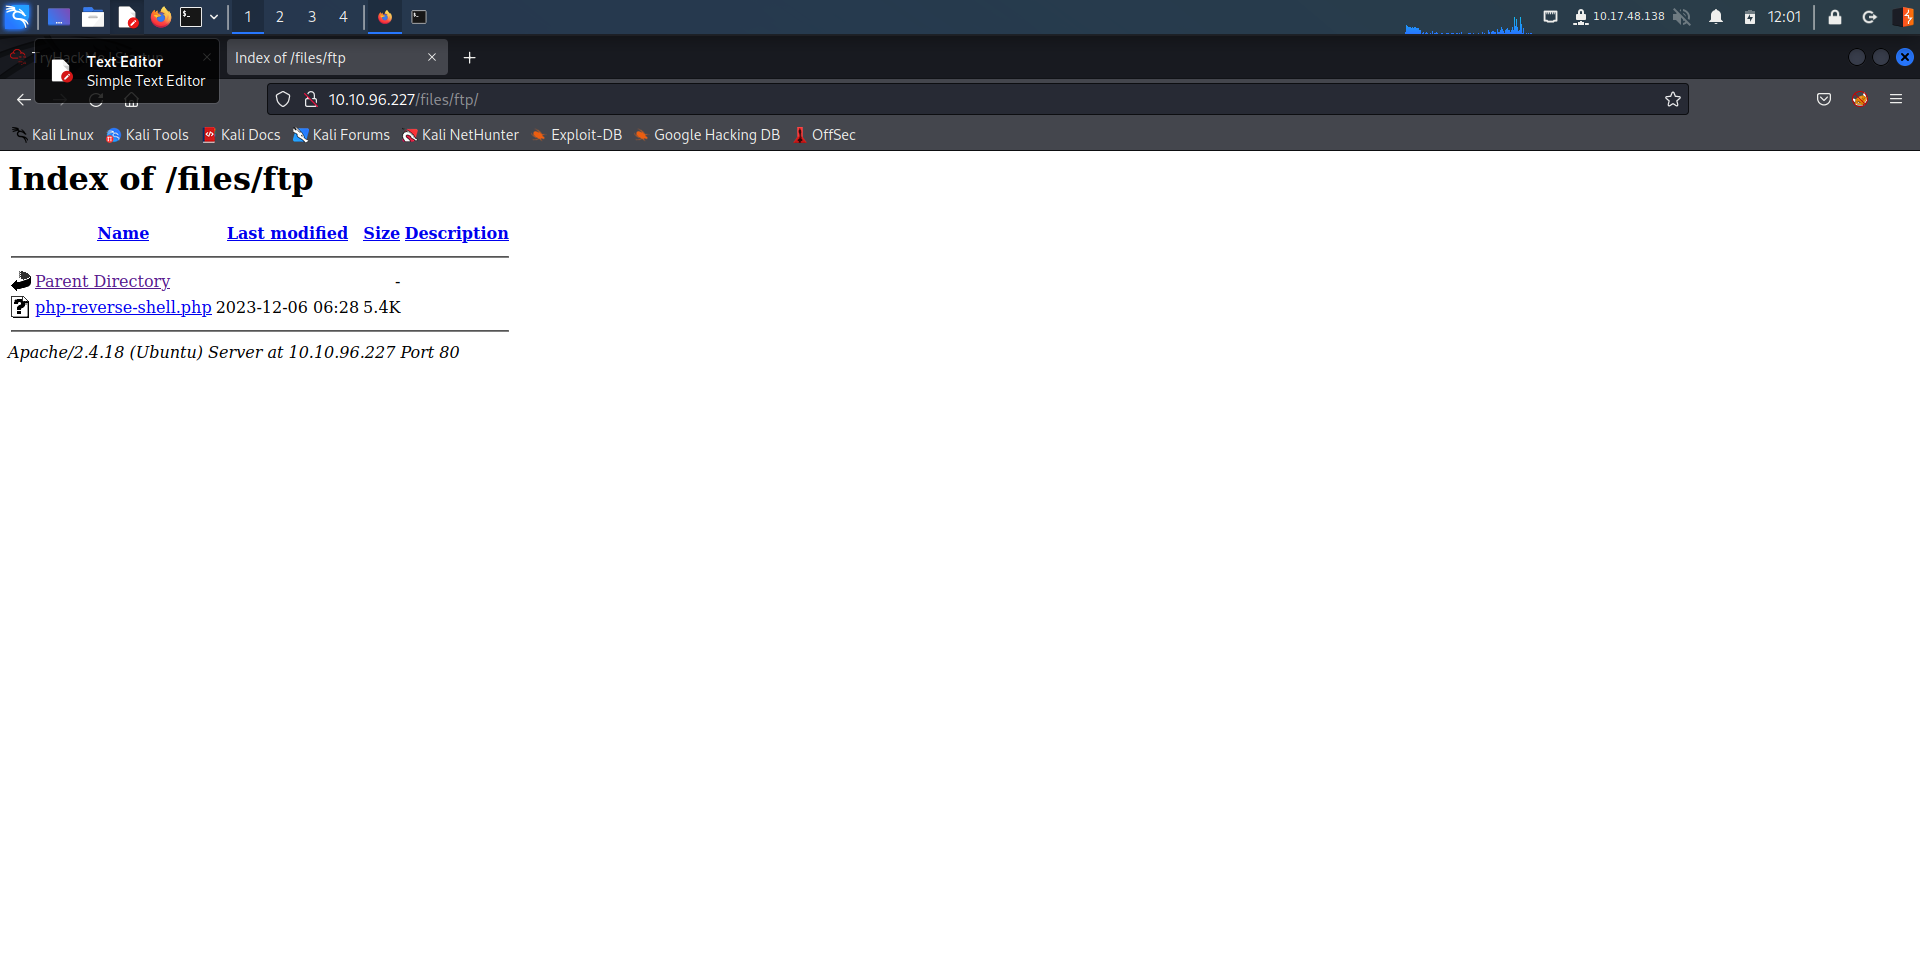 1 2 3 4 10.17.48.138 12:01
Index of /files/ftp
Text Editor
Simple Text Editor
10.10.96.227/files/ftp/
Kali Linux Kali Tools Kali Docs Kali Forums Kali NetHunter Exploit-DB Google Hacking DB OffSec
Index of /files/ftp
Name Last modified Size Description
Parent Directory -
php-reverse-shell.php 2023-12-06 06:28 5.4K
Apache/2.4.18 (Ubuntu) Server at 10.10.96.227 Port 80